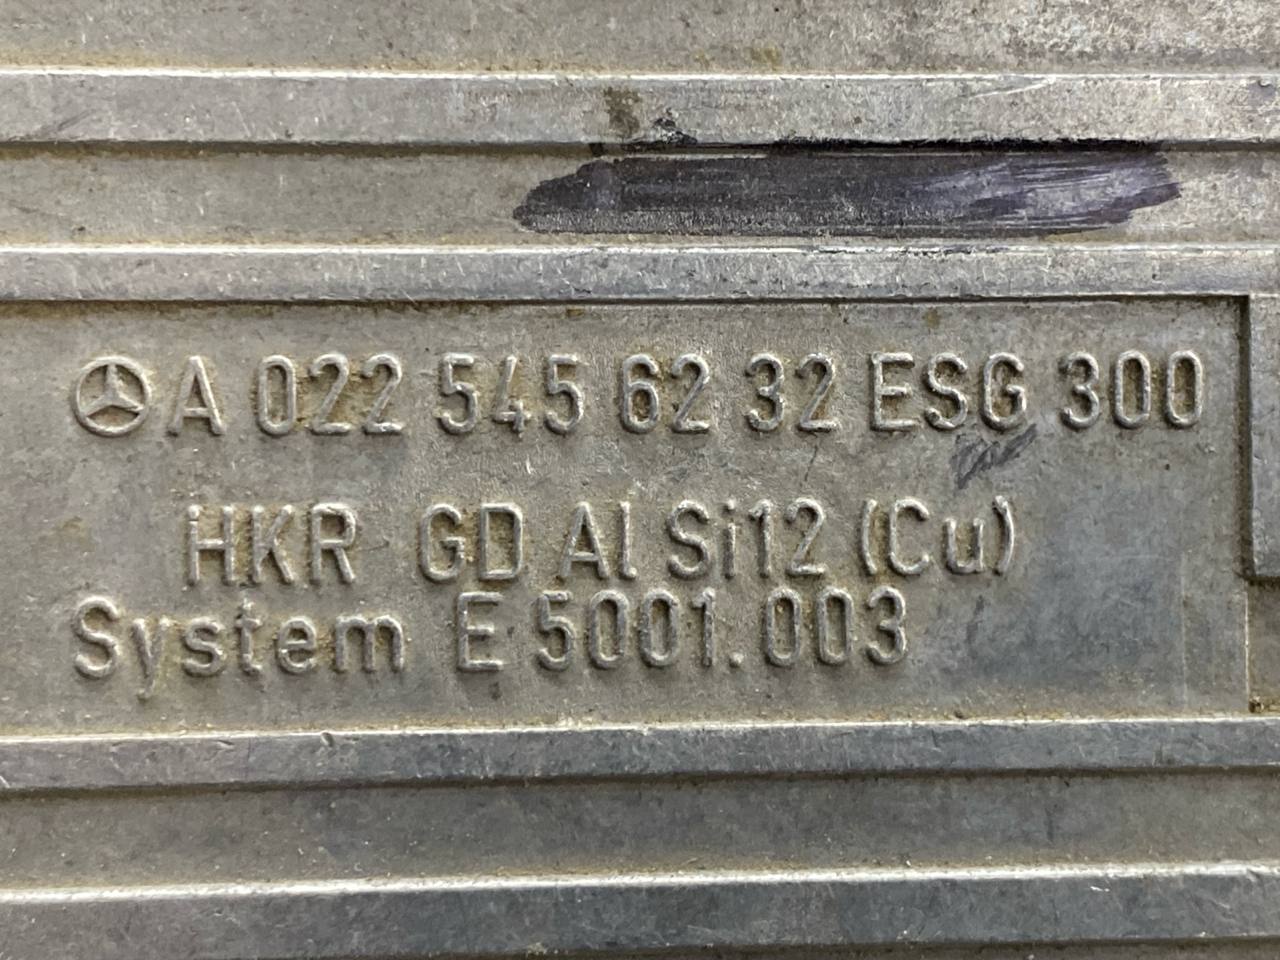 A 022 545 62 32 ESG 300
HKR GD Al Si12 (Cu)
System E 5001.003